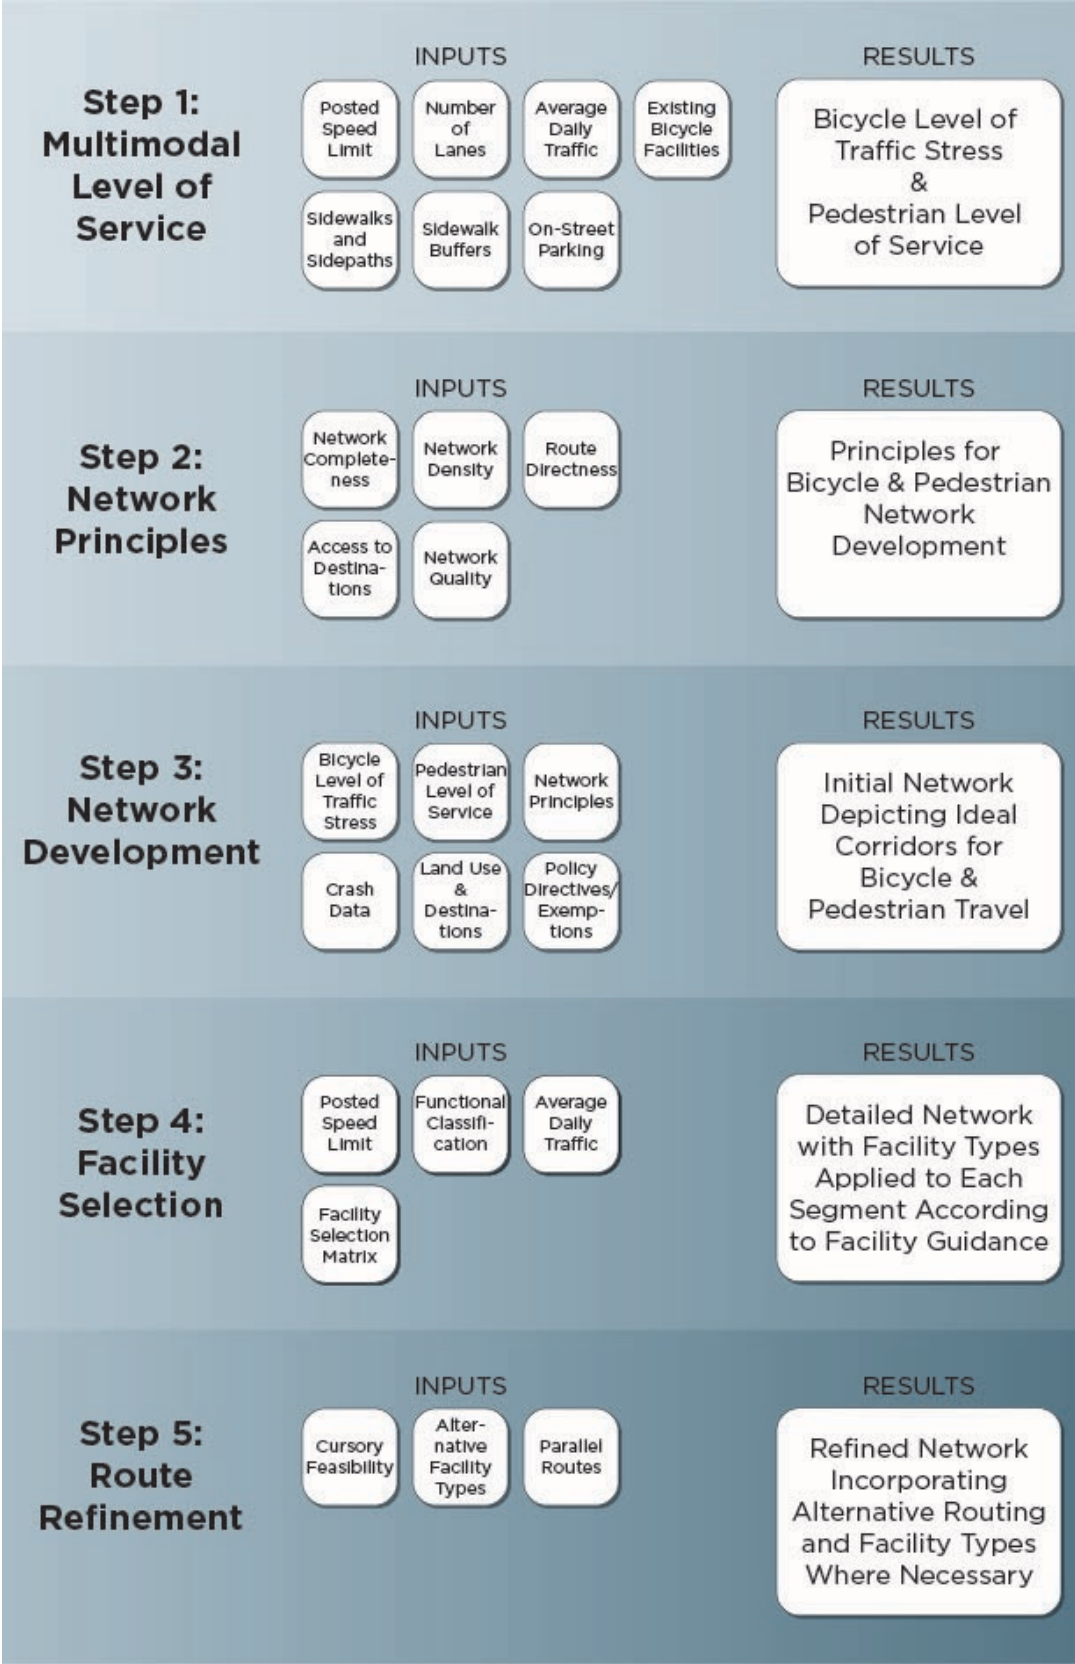 Step 1:
Multimodal
Level of
Service
INPUTS
Posted
Speed
Limit
Number
of
Lanes
Average
Daily
Traffic
Existing
Bicycle
Facilities
Sidewalks
and
Sidepaths
Sidewalk
Buffers
On-Street
Parking
RESULTS
Bicycle Level of
Traffic Stress
&
Pedestrian Level
of Service
Step 2:
Network
Principles
INPUTS
Network
Complete-
ness
Network
Density
Route
Directness
Access to
Destina-
tions
Network
Quality
RESULTS
Principles for
Bicycle & Pedestrian
Network
Development
Step 3:
Network
Development
INPUTS
Bicycle
Level of
Traffic
Stress
Pedestrian
Level of
Service
Network
Principles
Crash
Data
Land Use
&
Destina-
tions
Policy
Directives/
Exemp-
tions
RESULTS
Initial Network
Depicting Ideal
Corridors for
Bicycle &
Pedestrian Travel
Step 4:
Facility
Selection
INPUTS
Posted
Speed
Limit
Functional
Classifi-
cation
Average
Daily
Traffic
Facility
Selection
Matrix
RESULTS
Detailed Network
with Facility Types
Applied to Each
Segment According
to Facility Guidance
Step 5:
Route
Refinement
INPUTS
Cursory
Feasibility
Alter-
native
Facility
Types
Parallel
Routes
RESULTS
Refined Network
Incorporating
Alternative Routing
and Facility Types
Where Necessary